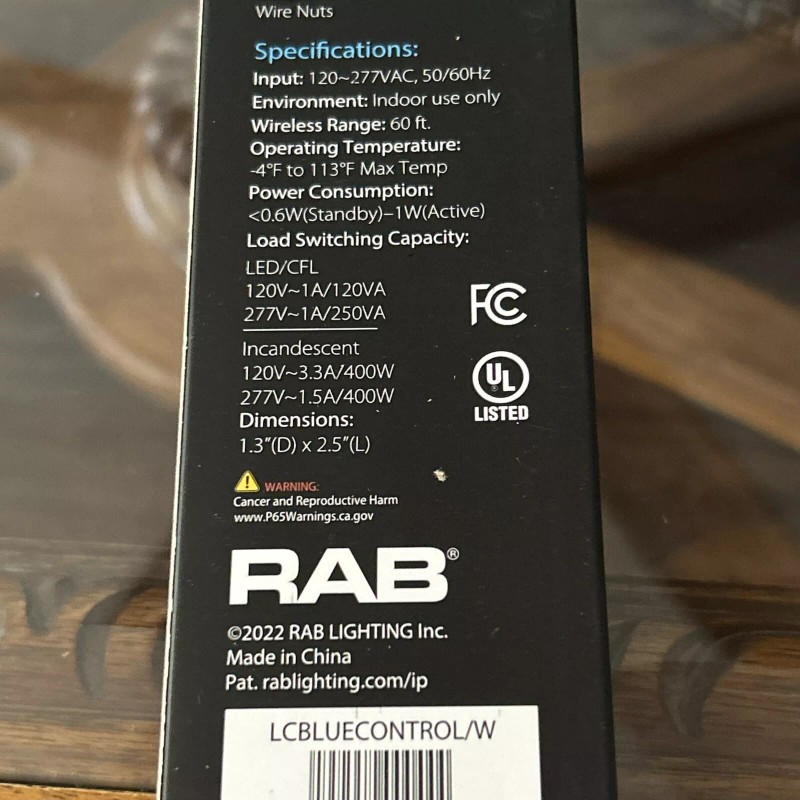 Wire Nuts
Specifications:
Input: 120~277VAC, 50/60Hz
Environment: Indoor use only
Wireless Range: 60 ft.
Operating Temperature:
-4°F to 113°F Max Temp
Power Consumption:
<0.6W(Standby)–1W(Active)
Load Switching Capacity:
LED/CFL
120V~1A/120VA
277V~1A/250VA
FC
Incandescent
120V~3.3A/400W
277V~1.5A/400W
UL
®
LISTED
Dimensions:
1.3"(D) x 2.5"(L)
WARNING:
Cancer and Reproductive Harm
www.P65Warnings.ca.gov
RAB®
©2022 RAB LIGHTING Inc.
Made in China
Pat. rablighting.com/ip
LCBLUECONTROL/W